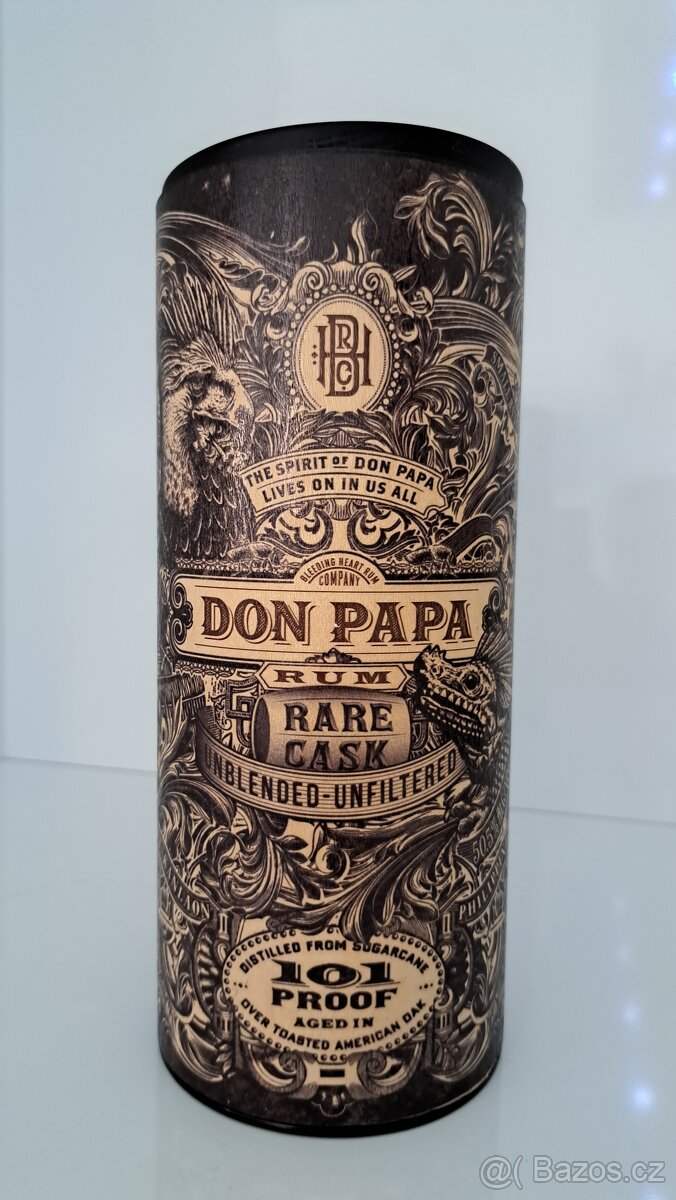 BH
R
C.
THE SPIRIT OF DON PAPA
LIVES ON IN US ALL
BLEEDING HEART RUM
COMPANY
DON PAPA
RUM
RARE
CASK
UNBLENDED-UNFILTERED
DISTILLED FROM SUGARCANE
101
PROOF
AGED IN
OVER TOASTED AMERICAN OAK
@( Bazos.cz